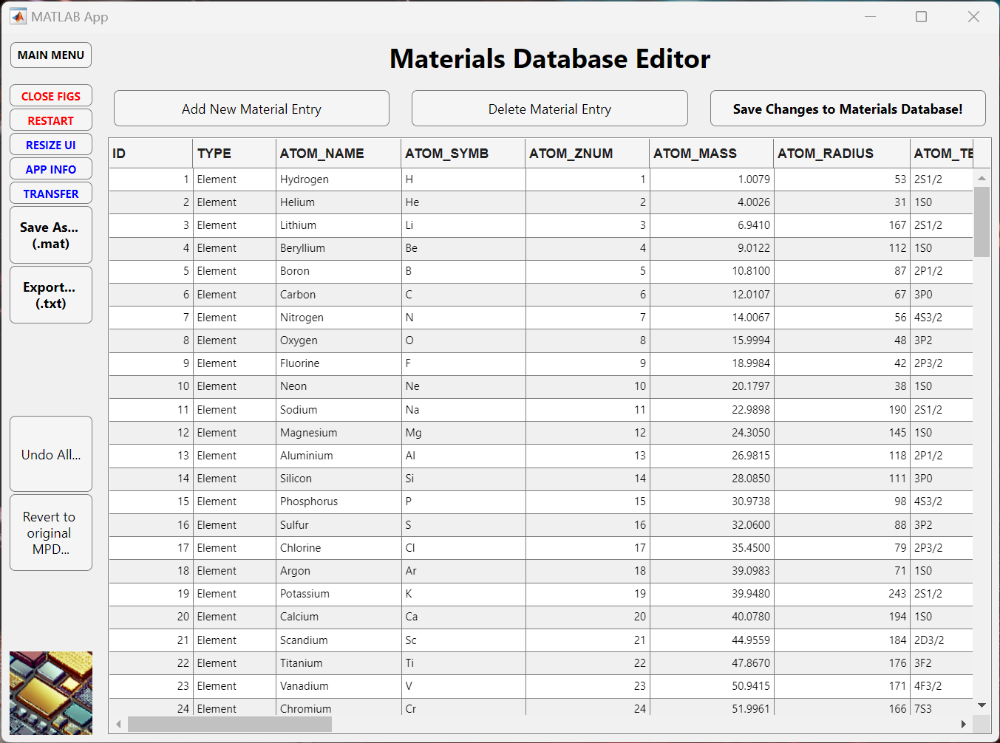 MATLAB App
MAIN MENU
Materials Database Editor
CLOSE FIGS
RESTART
RESIZE UI
APP INFO
TRANSFER
Save As...
(.mat)
Export...
(.txt)
Undo All...
Revert to
original
MPD...
Add New Material Entry
Delete Material Entry
Save Changes to Materials Database!
ID TYPE ATOM_NAME ATOM_SYMB ATOM_ZNUM ATOM_MASS ATOM_RADIUS ATOM_TE
1 Element Hydrogen H 1 1.0079 53 2S1/2
2 Element Helium He 2 4.0026 31 1S0
3 Element Lithium Li 3 6.9410 167 2S1/2
4 Element Beryllium Be 4 9.0122 112 1S0
5 Element Boron B 5 10.8100 87 2P1/2
6 Element Carbon C 6 12.0107 67 3P0
7 Element Nitrogen N 7 14.0067 56 4S3/2
8 Element Oxygen O 8 15.9994 48 3P2
9 Element Fluorine F 9 18.9984 42 2P3/2
10 Element Neon Ne 10 20.1797 38 1S0
11 Element Sodium Na 11 22.9898 190 2S1/2
12 Element Magnesium Mg 12 24.3050 145 1S0
13 Element Aluminium Al 13 26.9815 118 2P1/2
14 Element Silicon Si 14 28.0850 111 3P0
15 Element Phosphorus P 15 30.9738 98 4S3/2
16 Element Sulfur S 16 32.0600 88 3P2
17 Element Chlorine Cl 17 35.4500 79 2P3/2
18 Element Argon Ar 18 39.0983 71 1S0
19 Element Potassium K 19 39.9480 243 2S1/2
20 Element Calcium Ca 20 40.0780 194 1S0
21 Element Scandium Sc 21 44.9559 184 2D3/2
22 Element Titanium Ti 22 47.8670 176 3F2
23 Element Vanadium V 23 50.9415 171 4F3/2
24 Element Chromium Cr 24 51.9961 166 7S3